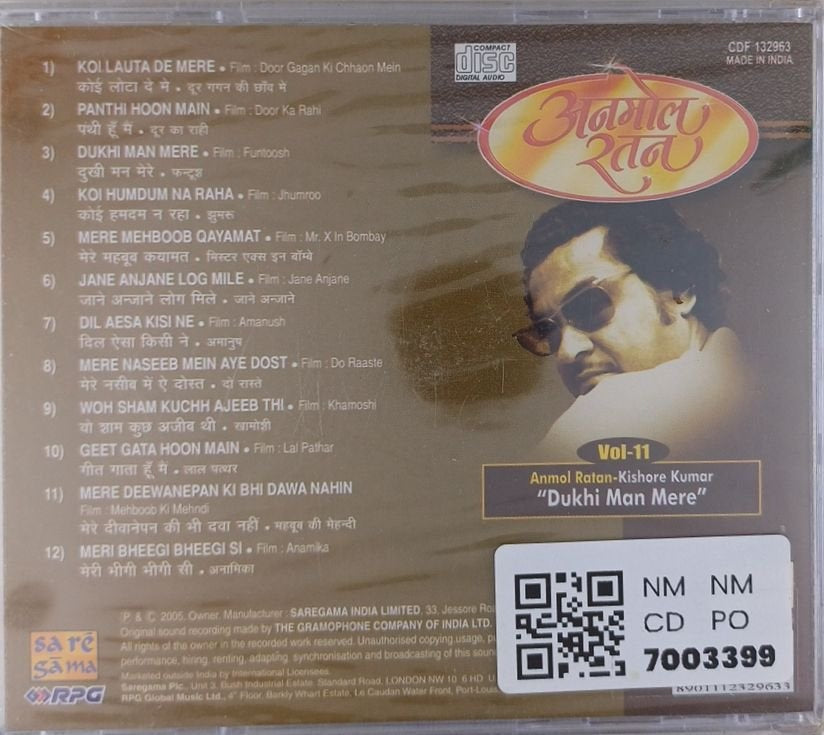 1) KOI LAUTA DE MERE • Film : Door Gagan Ki Chhaon Mein
कोई लोटा दे मे • दूर गगन की छाँव मे
2) PANTHI HOON MAIN • Film : Door Ka Rahi
पंथी हूँ मैं • दूर का राही
3) DUKHI MAN MERE • Film : Funtoosh
दुखी मन मेरे • फन्टूश
4) KOI HUMDUM NA RAHA • Film : Jhumroo
कोई हमदम न रहा • झुमरू
5) MERE MEHBOOB QAYAMAT • Film : Mr. X In Bombay
मेरे महबूब कयामत • मिस्टर एक्स इन बॉम्बे
6) JANE ANJANE LOG MILE • Film : Jane Anjane
जाने अन्जाने लोग मिले • जाने अन्जाने
7) DIL AESA KISI NE • Film : Amanush
दिल ऐसा किसी ने • अमानुष
8) MERE NASEEB MEIN AYE DOST • Film : Do Raaste
मेरे नसीब में ऐ दोस्त • दो रास्ते
9) WOH SHAM KUCHH AJEEB THI • Film : Khamoshi
वो शाम कुछ अजीब थी • खामोशी
10) GEET GATA HOON MAIN • Film : Lal Pathar
गीत गाता हूँ मैं • लाल पत्थर
11) MERE DEEWANEPAN KI BHI DAWA NAHIN
Film : Mehboob Ki Mehndi
मेरे दीवानेपन की भी दवा नहीं • महबूब की मेहन्दी
12) MERI BHEEGI BHEEGI SI • Film : Anamika
मेरी भीगी भीगी सी • अनामिका
COMPACT
disc
DIGITAL AUDIO
CDF 132963
MADE IN INDIA
अनमोल
रतन
Vol-11
Anmol Ratan-Kishore Kumar
"Dukhi Man Mere"
NM NM
CD PO
7003399
8901112329633
sa re
ga ma
RPG
℗ & © 2005. Owner. Manufacturer : SAREGAMA INDIA LIMITED, 33, Jessore
Original sound recording made by THE GRAMOPHONE COMPANY OF INDIA LTD.
All rights of the owner in the recorded work reserved. Unauthorised copying,usage,
performance, hiring, renting, adapting, synchronisation and broadcasting of this
Marketed outside India by International Licensees.
Saregama Plc., Unit 3, Bush Industrial Estate, Standard Road, LONDON NW 10 6 HD
RPG Global Music Ltd., 4th Floor, Barkly Wharf Estate, Le Caudan Water Front,